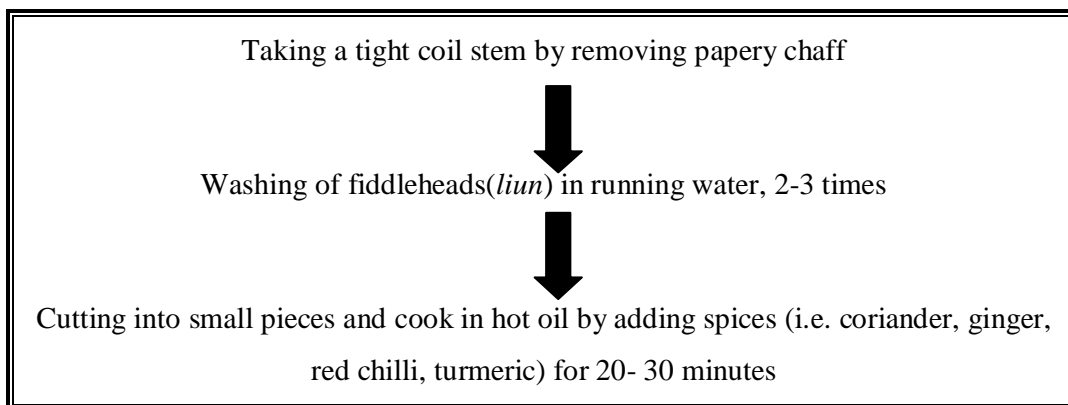 Taking a tight coil stem by removing papery chaff
Washing of fiddleheads(liun) in running water, 2-3 times
Cutting into small pieces and cook in hot oil by adding spices (i.e. coriander, ginger,
red chilli, turmeric) for 20- 30 minutes